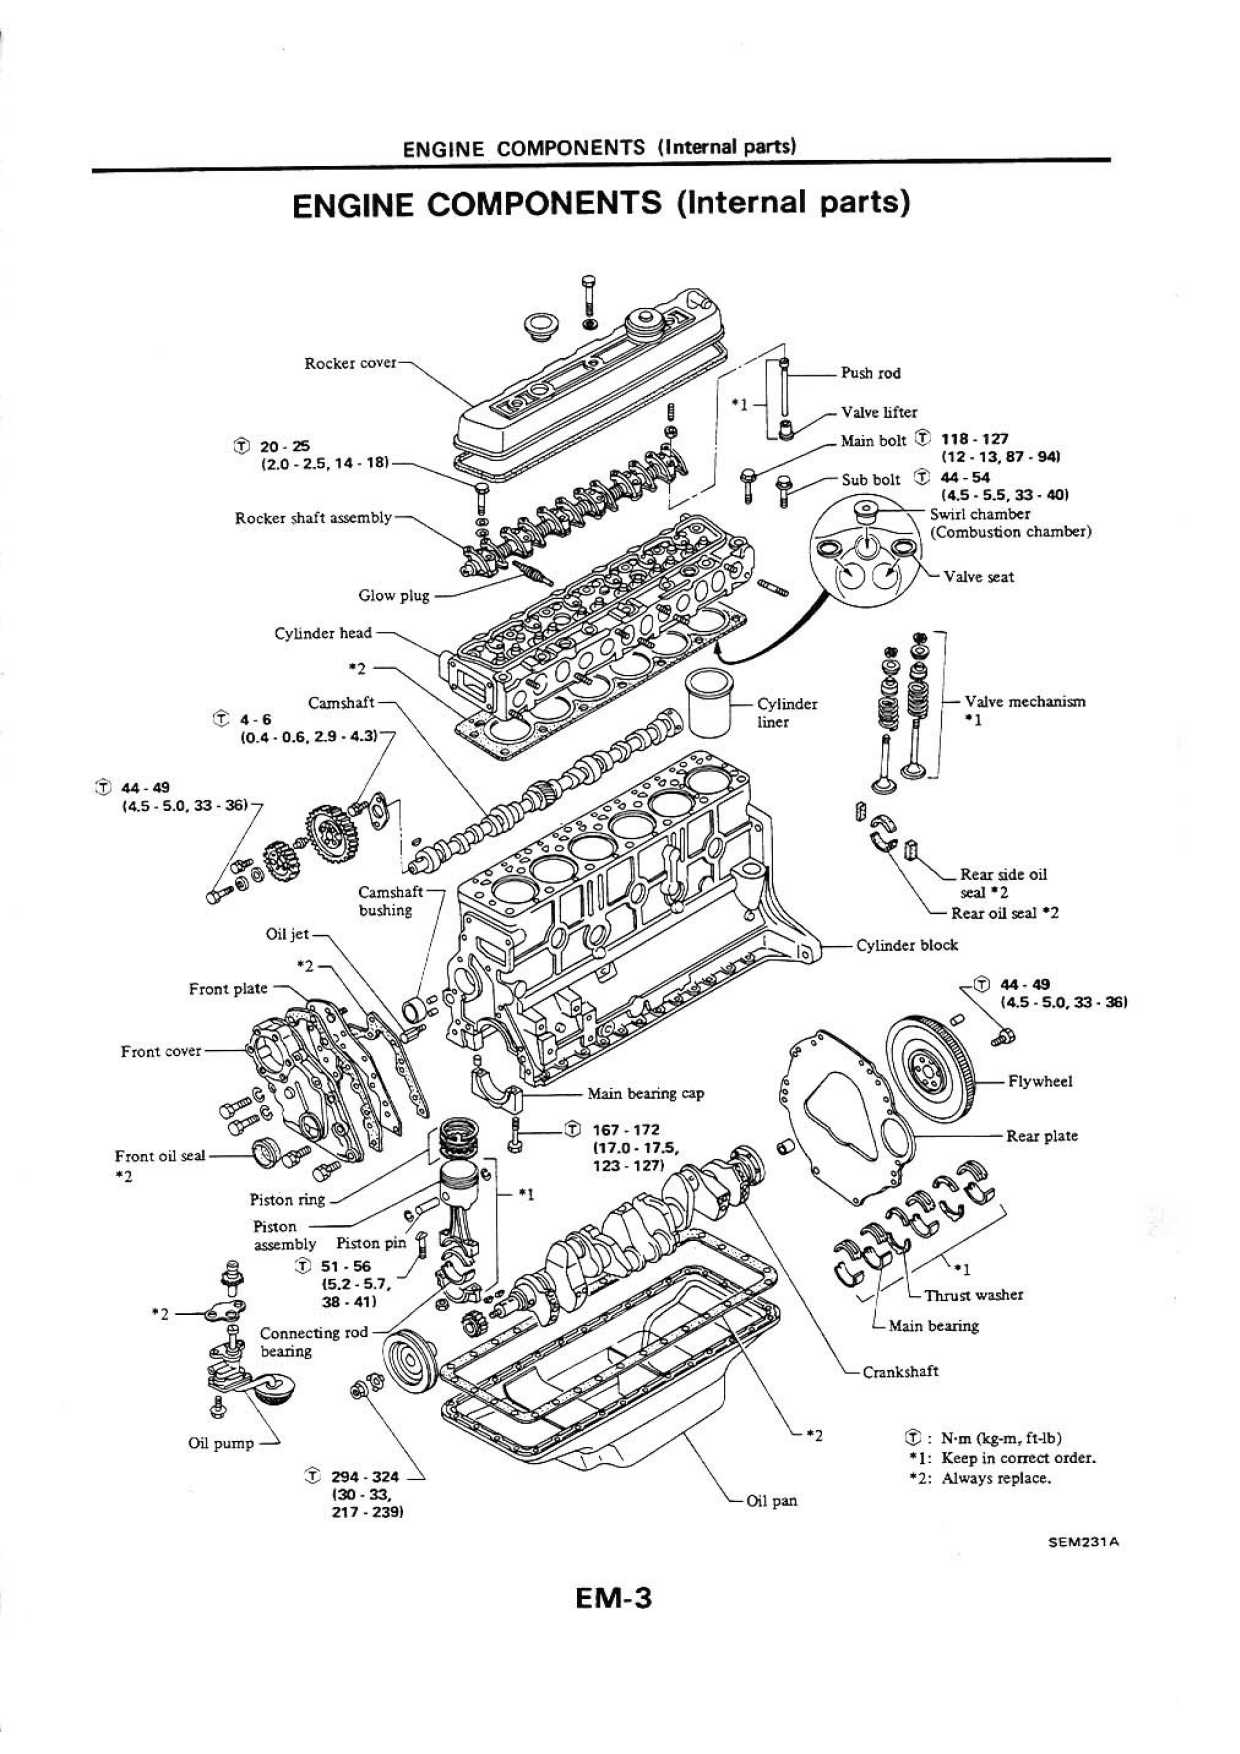 ENGINE COMPONENTS (Internal parts)
ENGINE COMPONENTS (Internal parts)
Rocker cover
Push rod
*1
Valve lifter
Main bolt Ⓣ 118 - 127
(12 - 13, 87 - 94)
Ⓣ 20 - 25
(2.0 - 2.5, 14 - 18)
Sub bolt Ⓣ 44 - 54
(4.5 - 5.5, 33 - 40)
Rocker shaft assembly
Swirl chamber
(Combustion chamber)
Valve seat
Glow plug
Cylinder head
*2
Camshaft
Cylinder
liner
Valve mechanism
*1
Ⓣ 4 - 6
(0.4 - 0.6, 2.9 - 4.3)
Ⓣ 44 - 49
(4.5 - 5.0, 33 - 36)
Rear side oil
seal *2
Rear oil seal *2
Camshaft
bushing
Oil jet
*2
Cylinder block
Front plate
Ⓣ 44 - 49
(4.5 - 5.0, 33 - 36)
Front cover
Flywheel
Main bearing cap
Ⓣ 167 - 172
(17.0 - 17.5,
123 - 127)
Rear plate
Front oil seal
*2
Piston ring
*1
Piston
assembly
Piston pin
Ⓣ 51 - 56
(5.2 - 5.7,
38 - 41)
*1
Thrust washer
Main bearing
*2
Connecting rod
bearing
Crankshaft
Oil pump
*2
Ⓣ : N·m (kg-m, ft-lb)
*1: Keep in correct order.
*2: Always replace.
Ⓣ 294 - 324
(30 - 33,
217 - 239)
Oil pan
SEM231A
EM-3